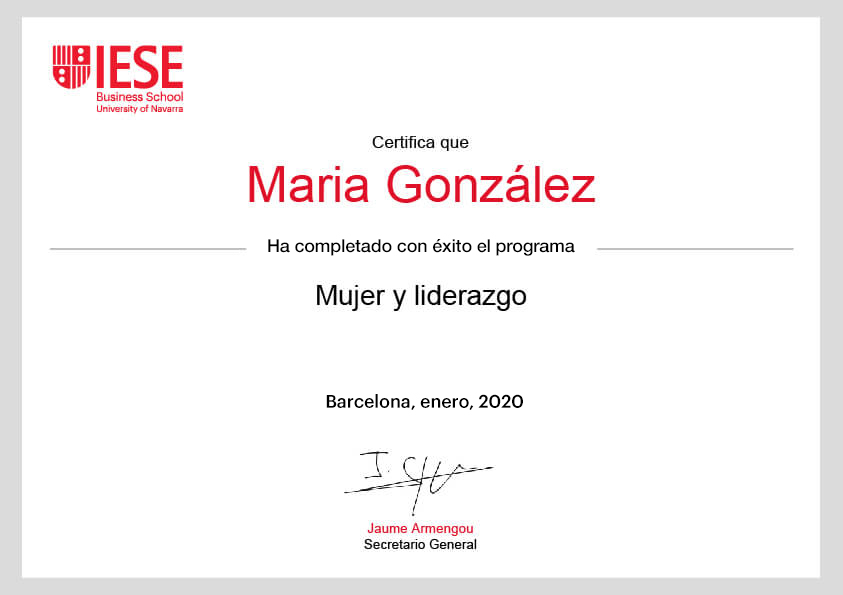 IESE
Business School
University of Navarra
Certifica que
Maria González
Ha completado con éxito el programa
Mujer y liderazgo
Barcelona, enero, 2020
Jaume Armengou
Secretario General